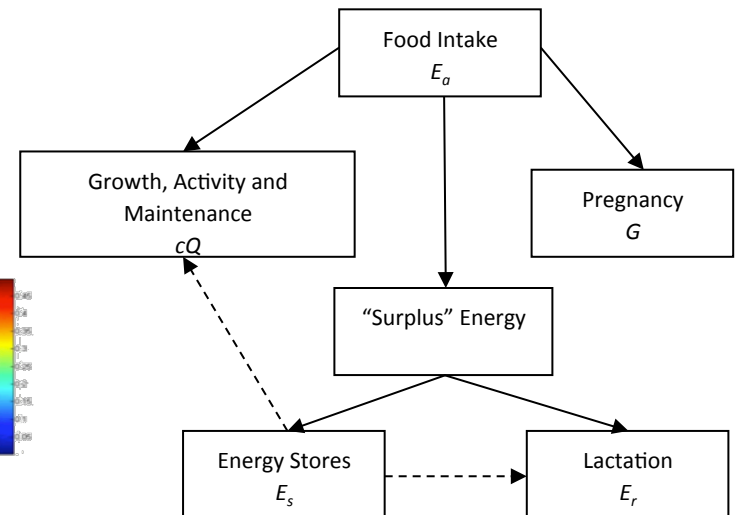 Food Intake
E_a
Growth, Activity and
Maintenance
cQ
Pregnancy
G
“Surplus” Energy
Energy Stores
E_s
Lactation
E_r